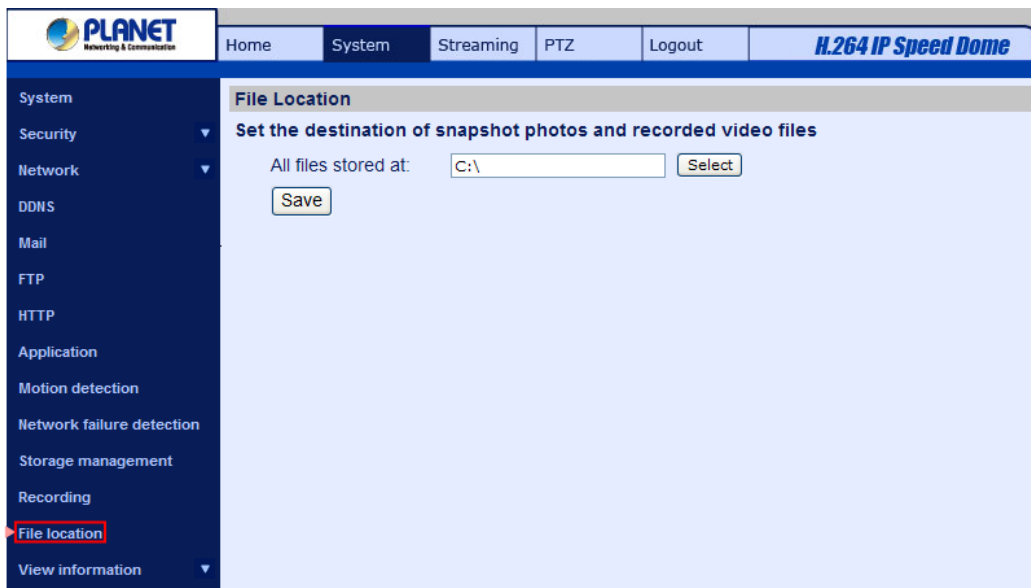 PLANET
Networking & Communication
Home System Streaming PTZ Logout H.264 IP Speed Dome
System
Security
Network
DDNS
Mail
FTP
HTTP
Application
Motion detection
Network failure detection
Storage management
Recording
File location
View information
File Location
Set the destination of snapshot photos and recorded video files
All files stored at: C:\ Select
Save